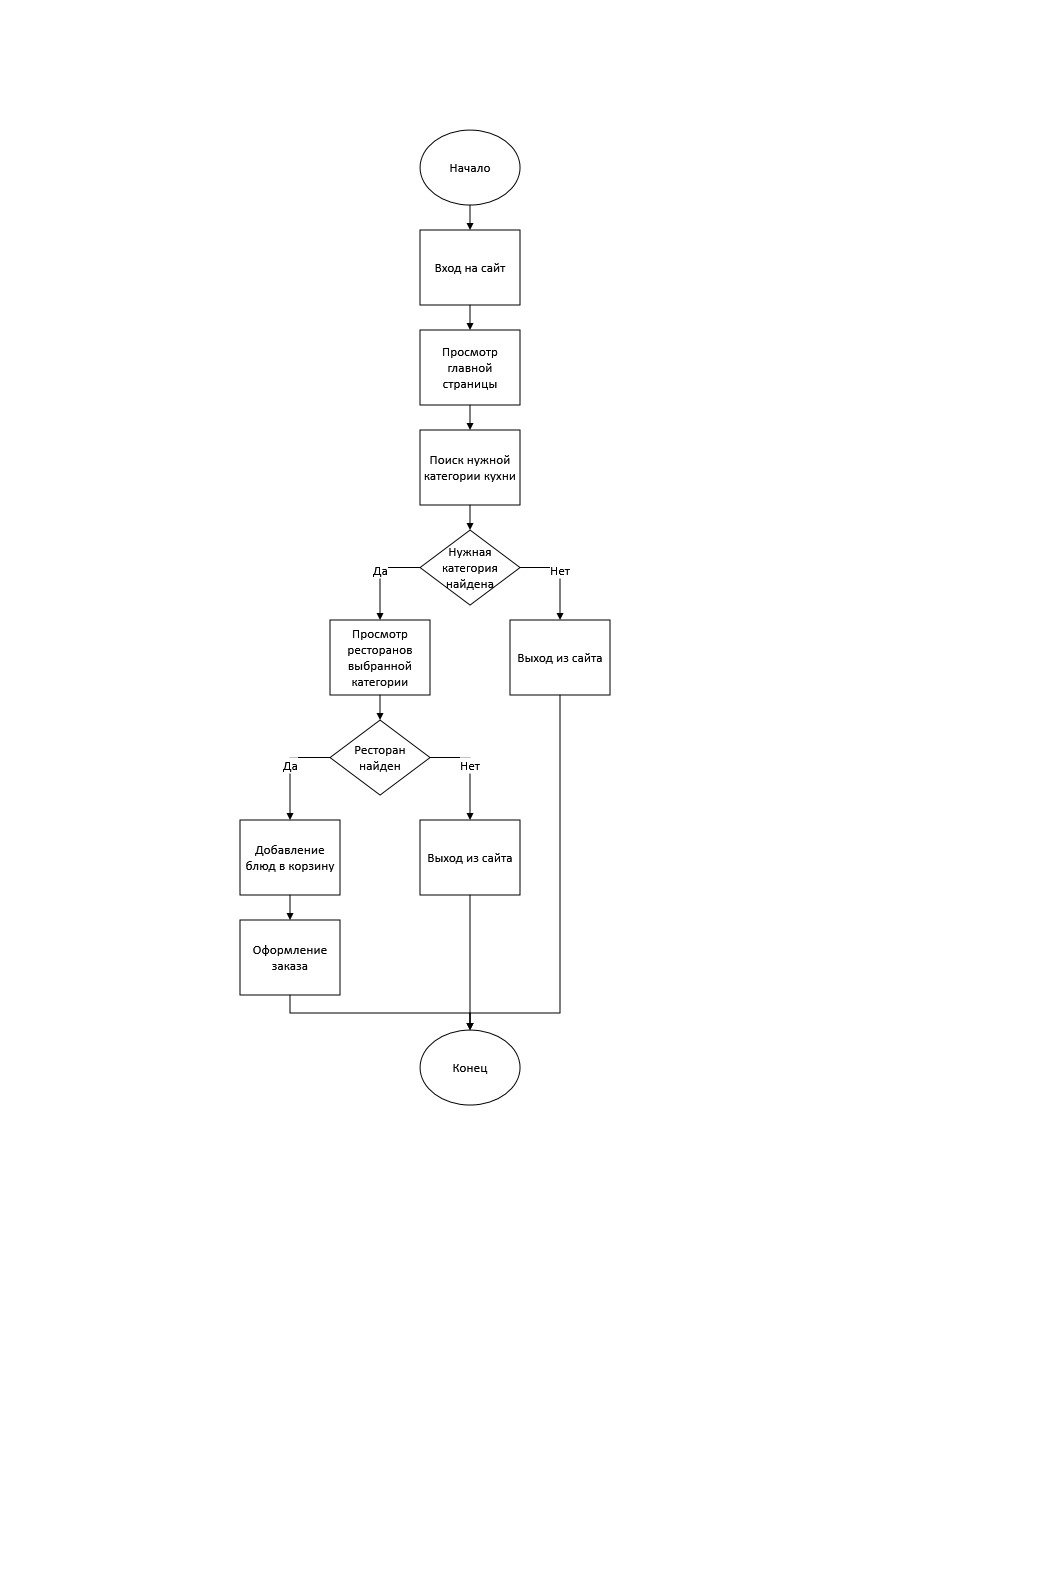 Начало
Вход на сайт
Просмотр
главной
страницы
Поиск нужной
категории кухни
Нужная
категория
найдена
Да
Нет
Просмотр
ресторанов
выбранной
категории
Выход из сайта
Ресторан
найден
Да
Нет
Добавление
блюд в корзину
Выход из сайта
Оформление
заказа
Конец